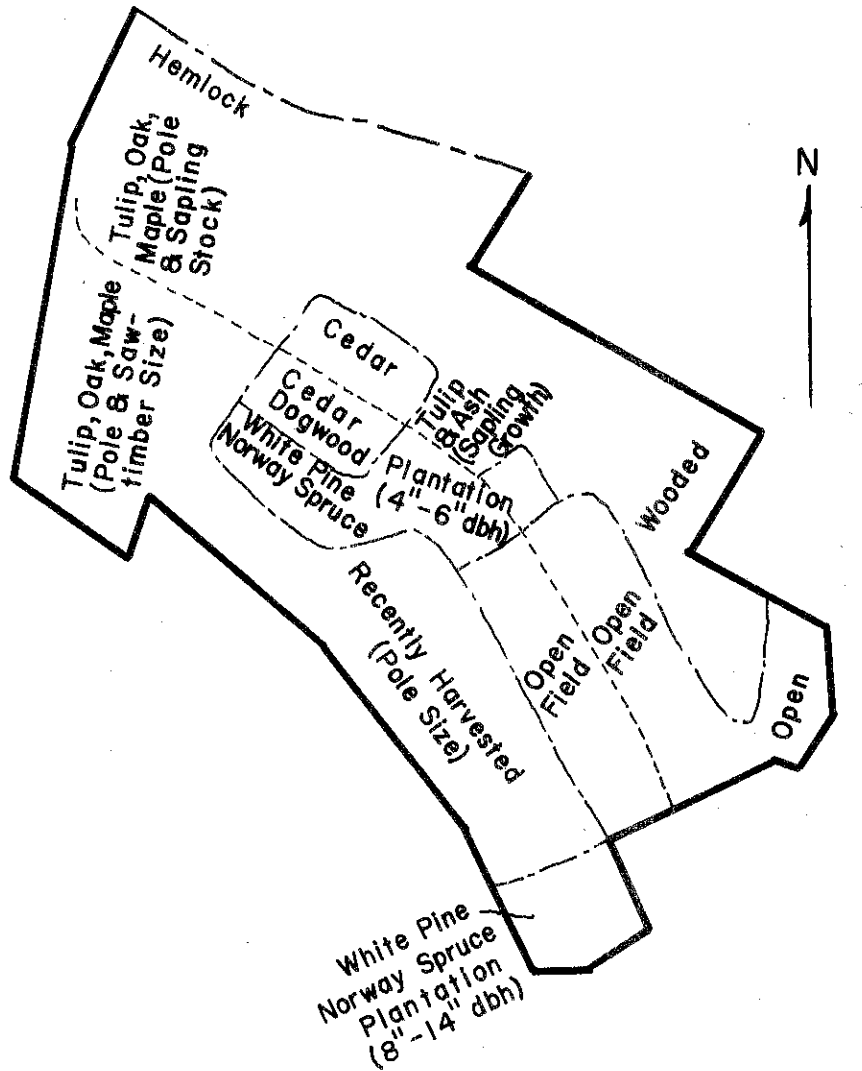 Hemlock
N
Tulip, Oak,
Maple (Pole
& Sapling
Stock)
Tulip, Oak, Maple
(Pole & Saw-
timber Size)
Cedar
Cedar
Dogwood
White Pine
Norway Spruce
Plantation
(4"-6" dbh)
Tulip
& Ash
(Sapling
Growth)
Wooded
Recently Harvested
(Pole Size)
Open
Field
Open
Field
Open
White Pine
Norway Spruce
Plantation
(8"-14" dbh)